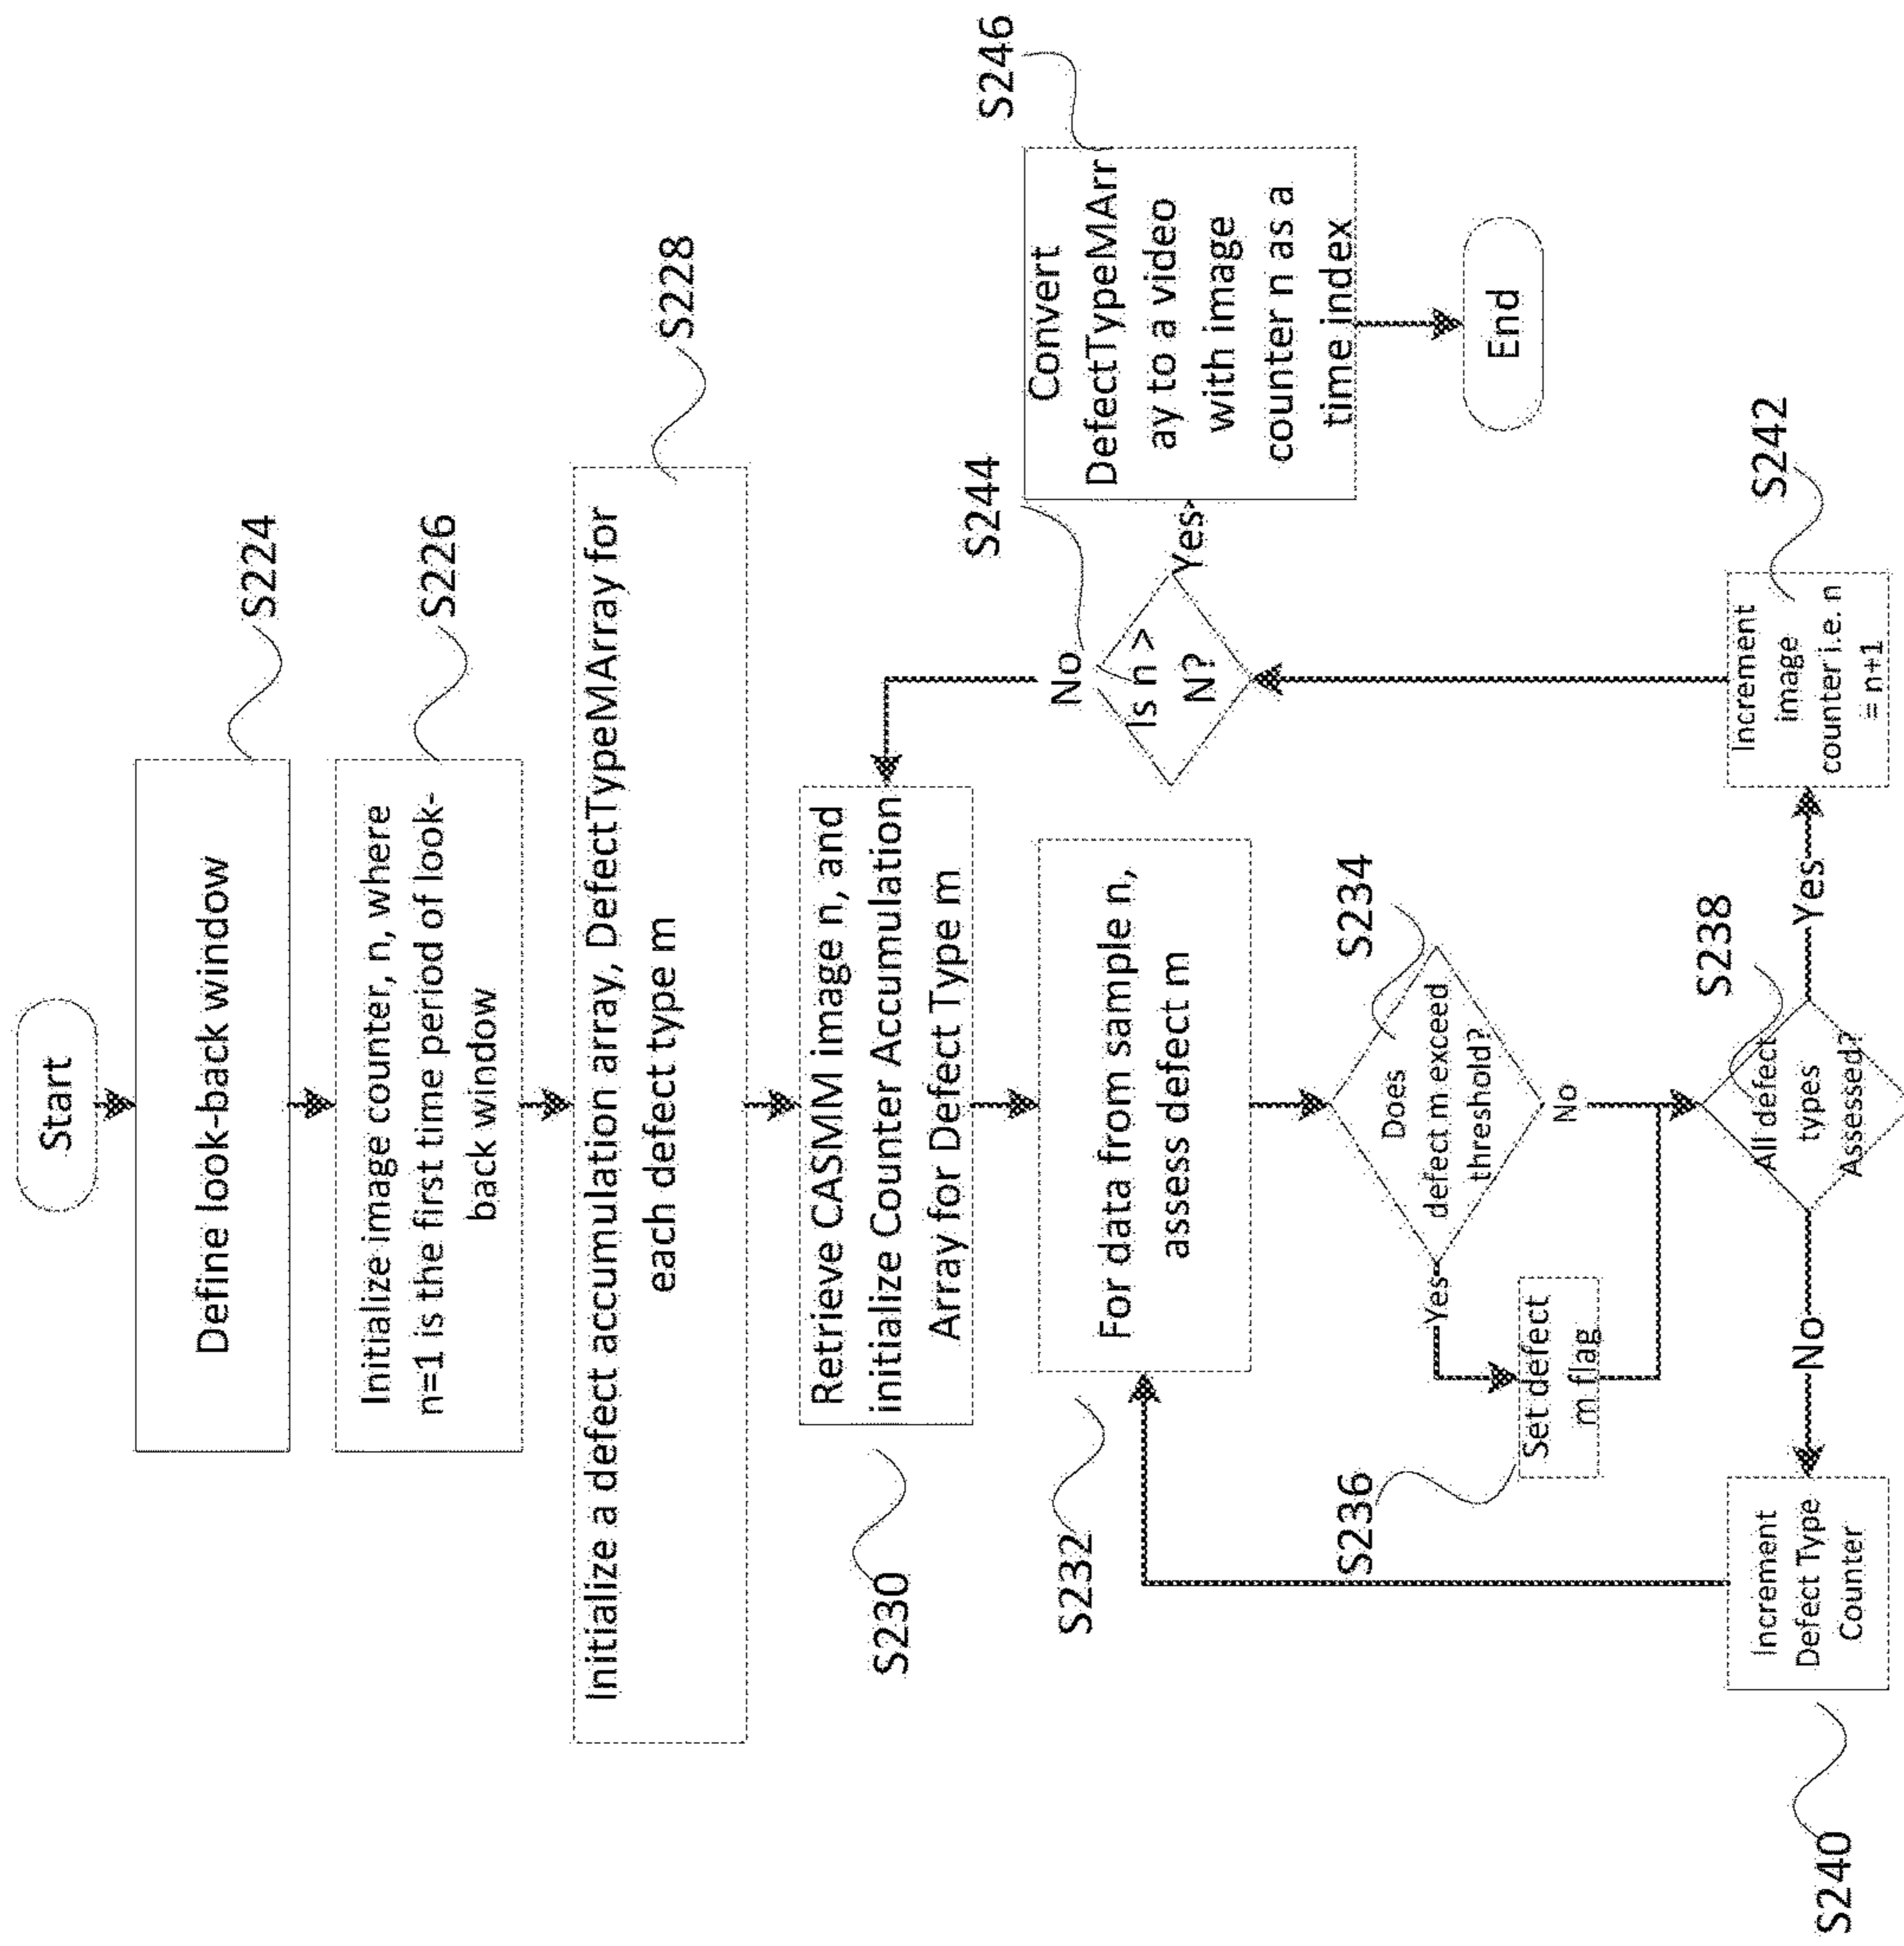 Start
Define look-back window
S224
Initialize image counter, n, where
n=1 is the first time period of look-
back window
S226
Initialize a defect accumulation array, DefectTypeMArray for
each defect type m
S228
Retrieve CASMM image n, and
initialize Counter Accumulation
Array for Defect Type m
S230
For data from sample n,
assess defect m
S232
Does
defect m exceed
threshold?
S234
Yes
No
Set defect
m flag
S236
All defect
types
Assessed?
S238
No
Yes
Increment
Defect Type
Counter
S240
Increment
image
counter i.e. n
= n+1
S242
Is n >
N?
S244
No
Yes
Convert
DefectTypeMArr
ay to a video
with image
counter n as a
time index
S246
End